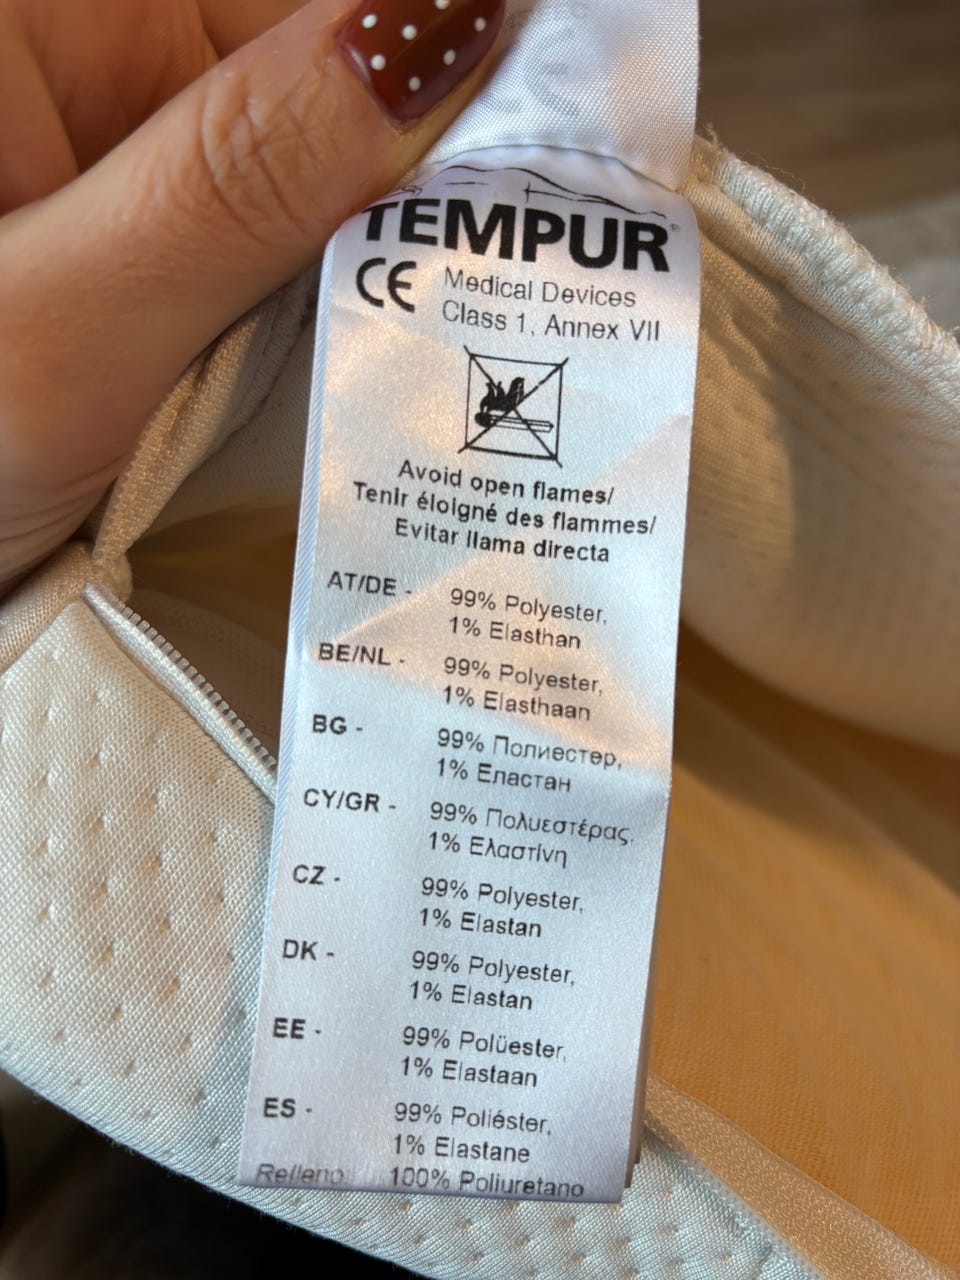 TEMPUR®
CE Medical Devices
Class 1, Annex VII
Avoid open flames/
Tenir éloigné des flammes/
Evitar llama directa
AT/DE - 99% Polyester,
1% Elasthan
BE/NL - 99% Polyester,
1% Elasthaan
BG - 99% Полиестер,
1% Еластан
CY/GR - 99% Πολυεστέρας,
1% Ελαστίνη
CZ - 99% Polyester,
1% Elastan
DK - 99% Polyester,
1% Elastan
EE - 99% Polüester,
1% Elastaan
ES - 99% Poliéster,
1% Elastane
Relleno: 100% Poliuretano